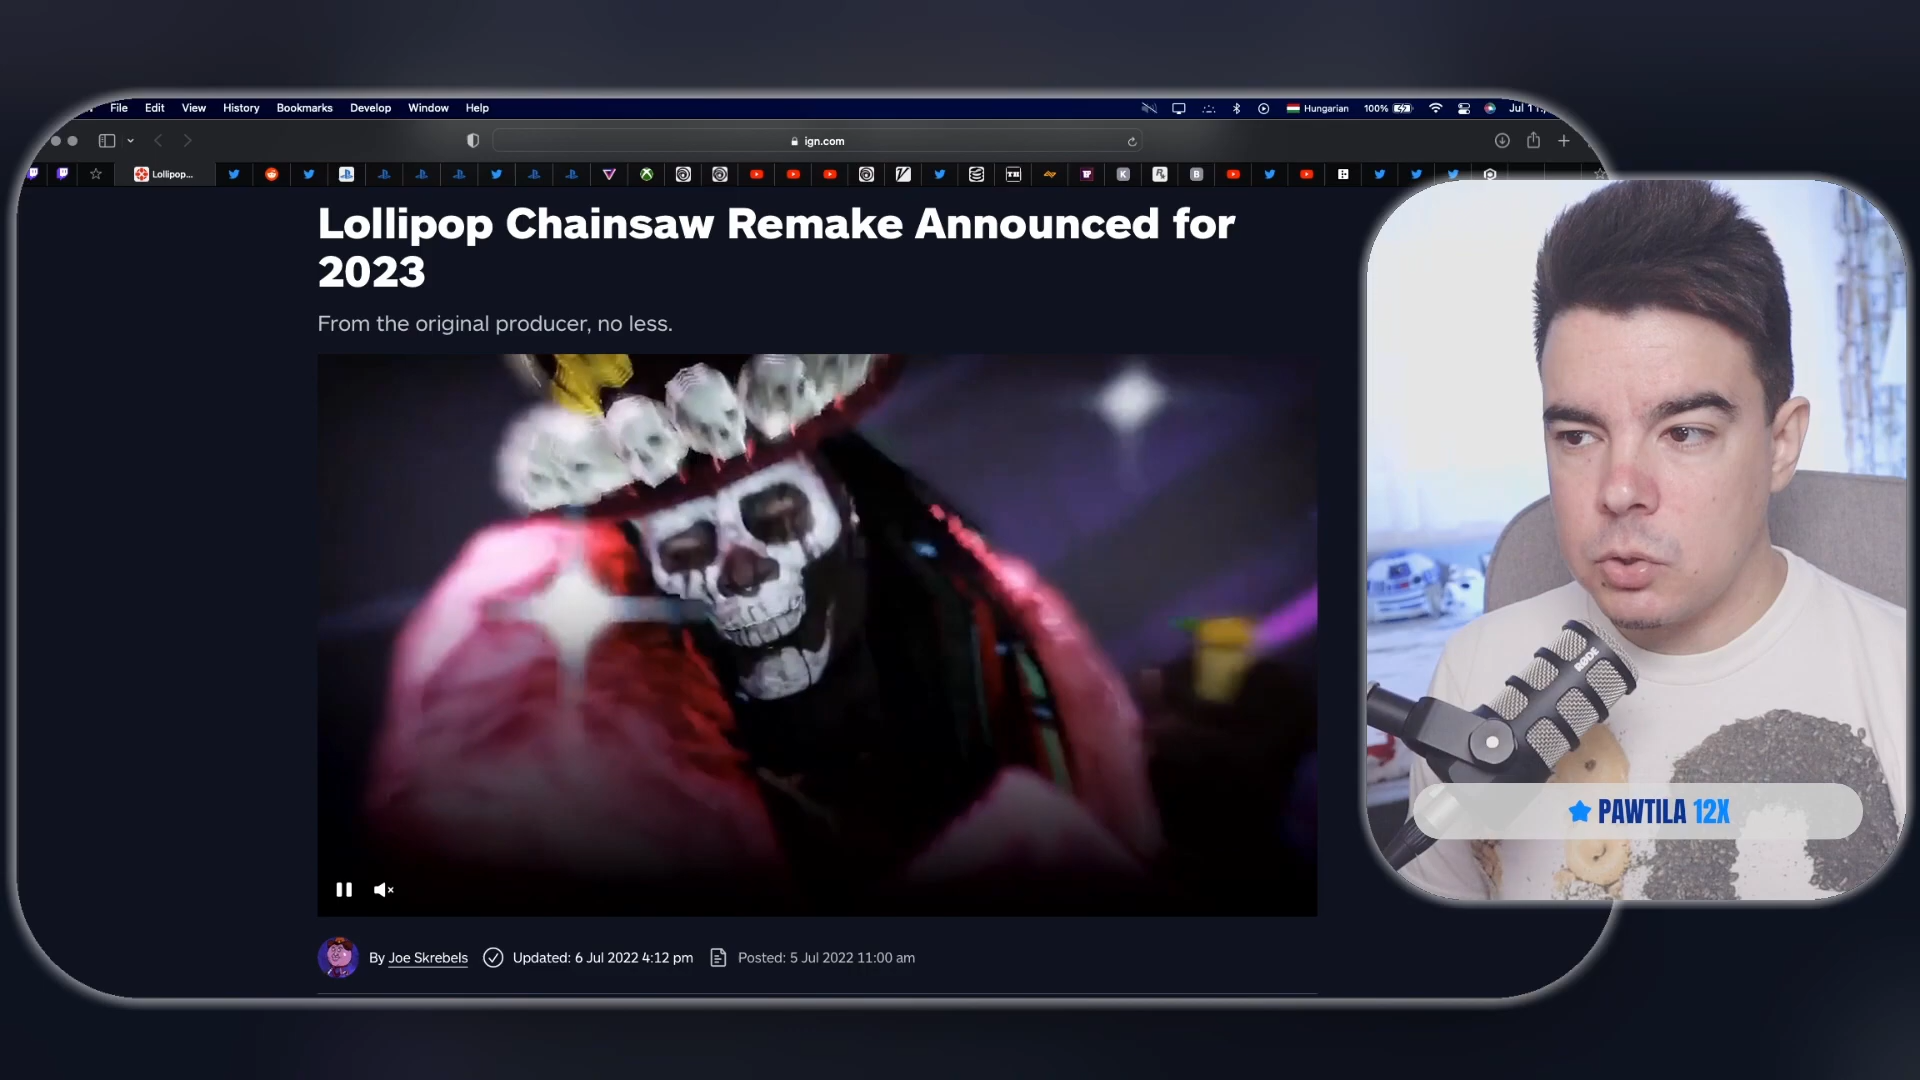 File Edit View History Bookmarks Develop Window Help
Hungarian 100%
ign.com
Lollipop...
Lollipop Chainsaw Remake Announced for
2023
From the original producer, no less.
RØDE
PAWTILA 12X
By Joe Skrebels Updated: 6 Jul 2022 4:12 pm Posted: 5 Jul 2022 11:00 am